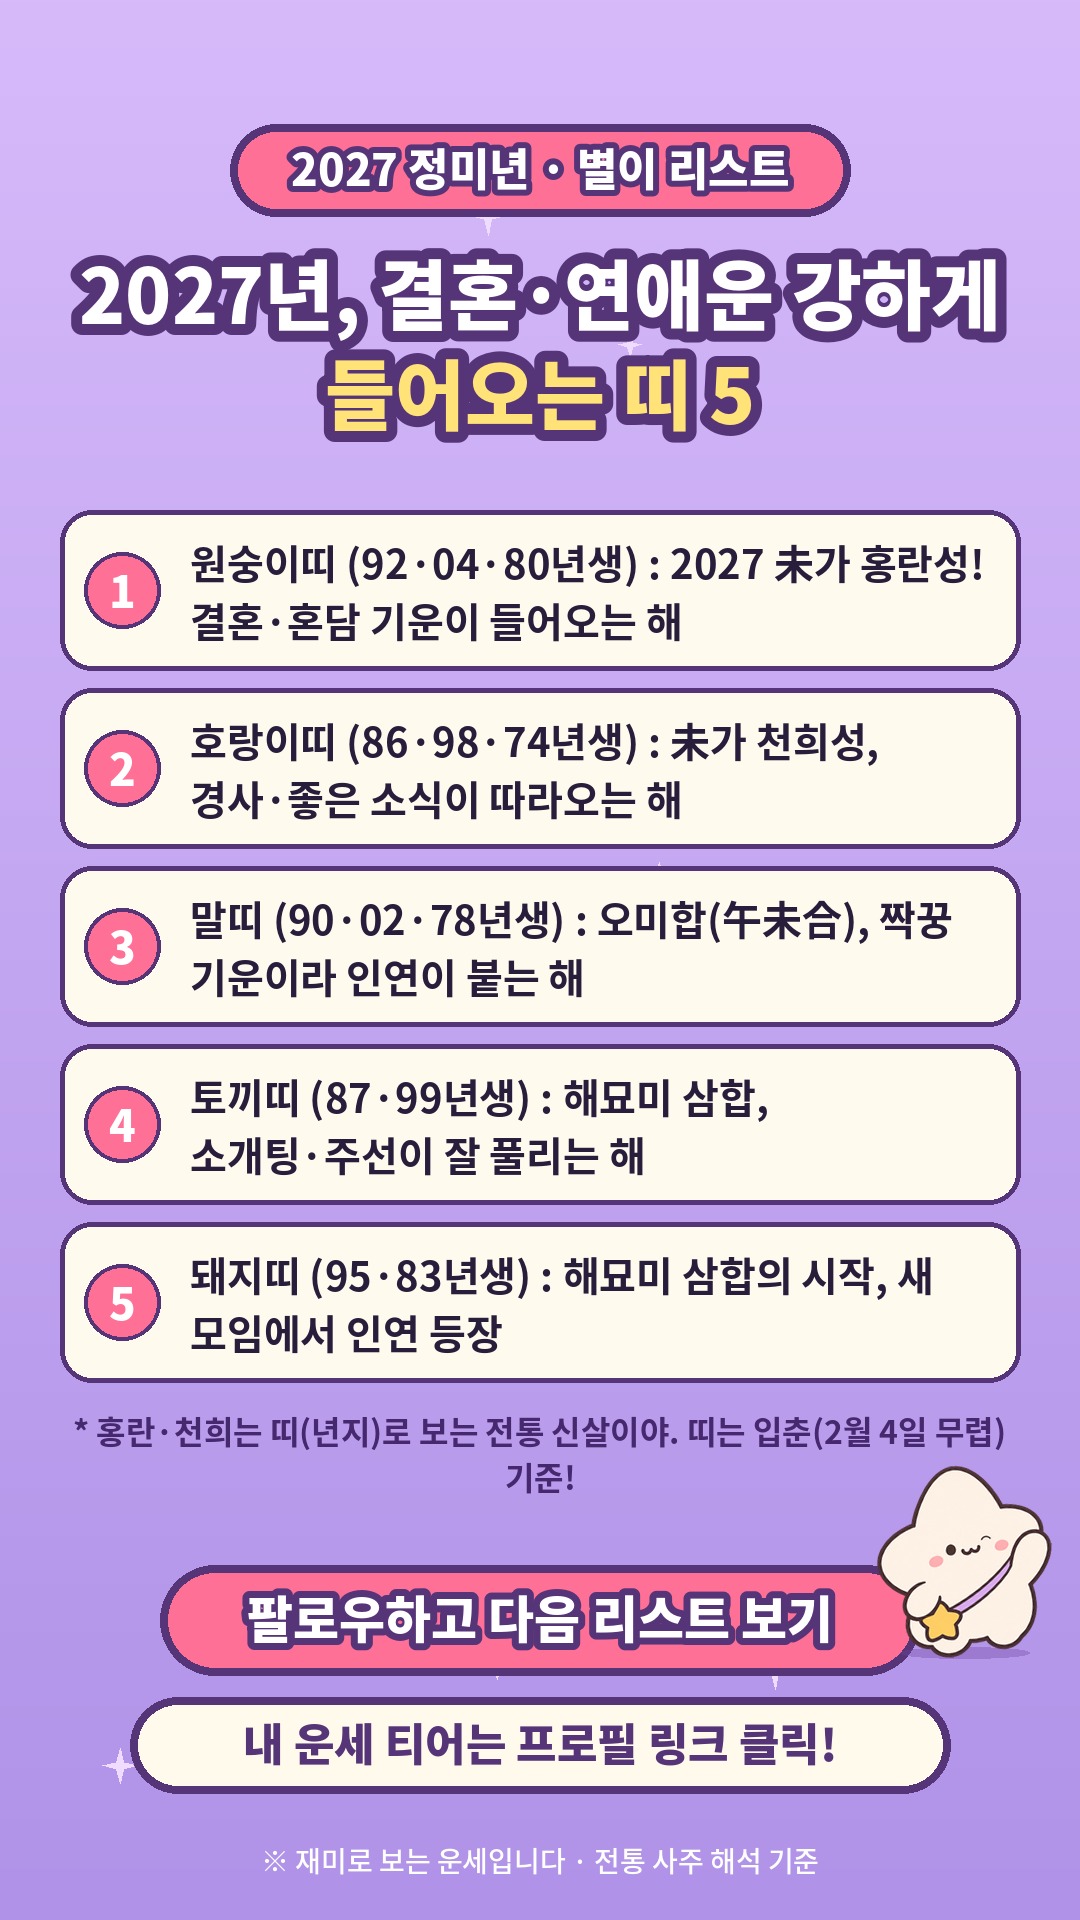 2027 정미년 · 별이 리스트
2027년, 결혼·연애운 강하게
들어오는 띠 5
1
원숭이띠 (92·04·80년생) : 2027 未가 홍란성!
결혼·혼담 기운이 들어오는 해
2
호랑이띠 (86·98·74년생) : 未가 천희성,
경사·좋은 소식이 따라오는 해
3
말띠 (90·02·78년생) : 오미합(午未合), 짝꿍
기운이라 인연이 붙는 해
4
토끼띠 (87·99년생) : 해묘미 삼합,
소개팅·주선이 잘 풀리는 해
5
돼지띠 (95·83년생) : 해묘미 삼합의 시작, 새
모임에서 인연 등장
* 홍란·천희는 띠(년지)로 보는 전통 신살이야. 띠는 입춘(2월 4일 무렵)
기준!
팔로우하고 다음 리스트 보기
내 운세 티어는 프로필 링크 클릭!
※ 재미로 보는 운세입니다 · 전통 사주 해석 기준